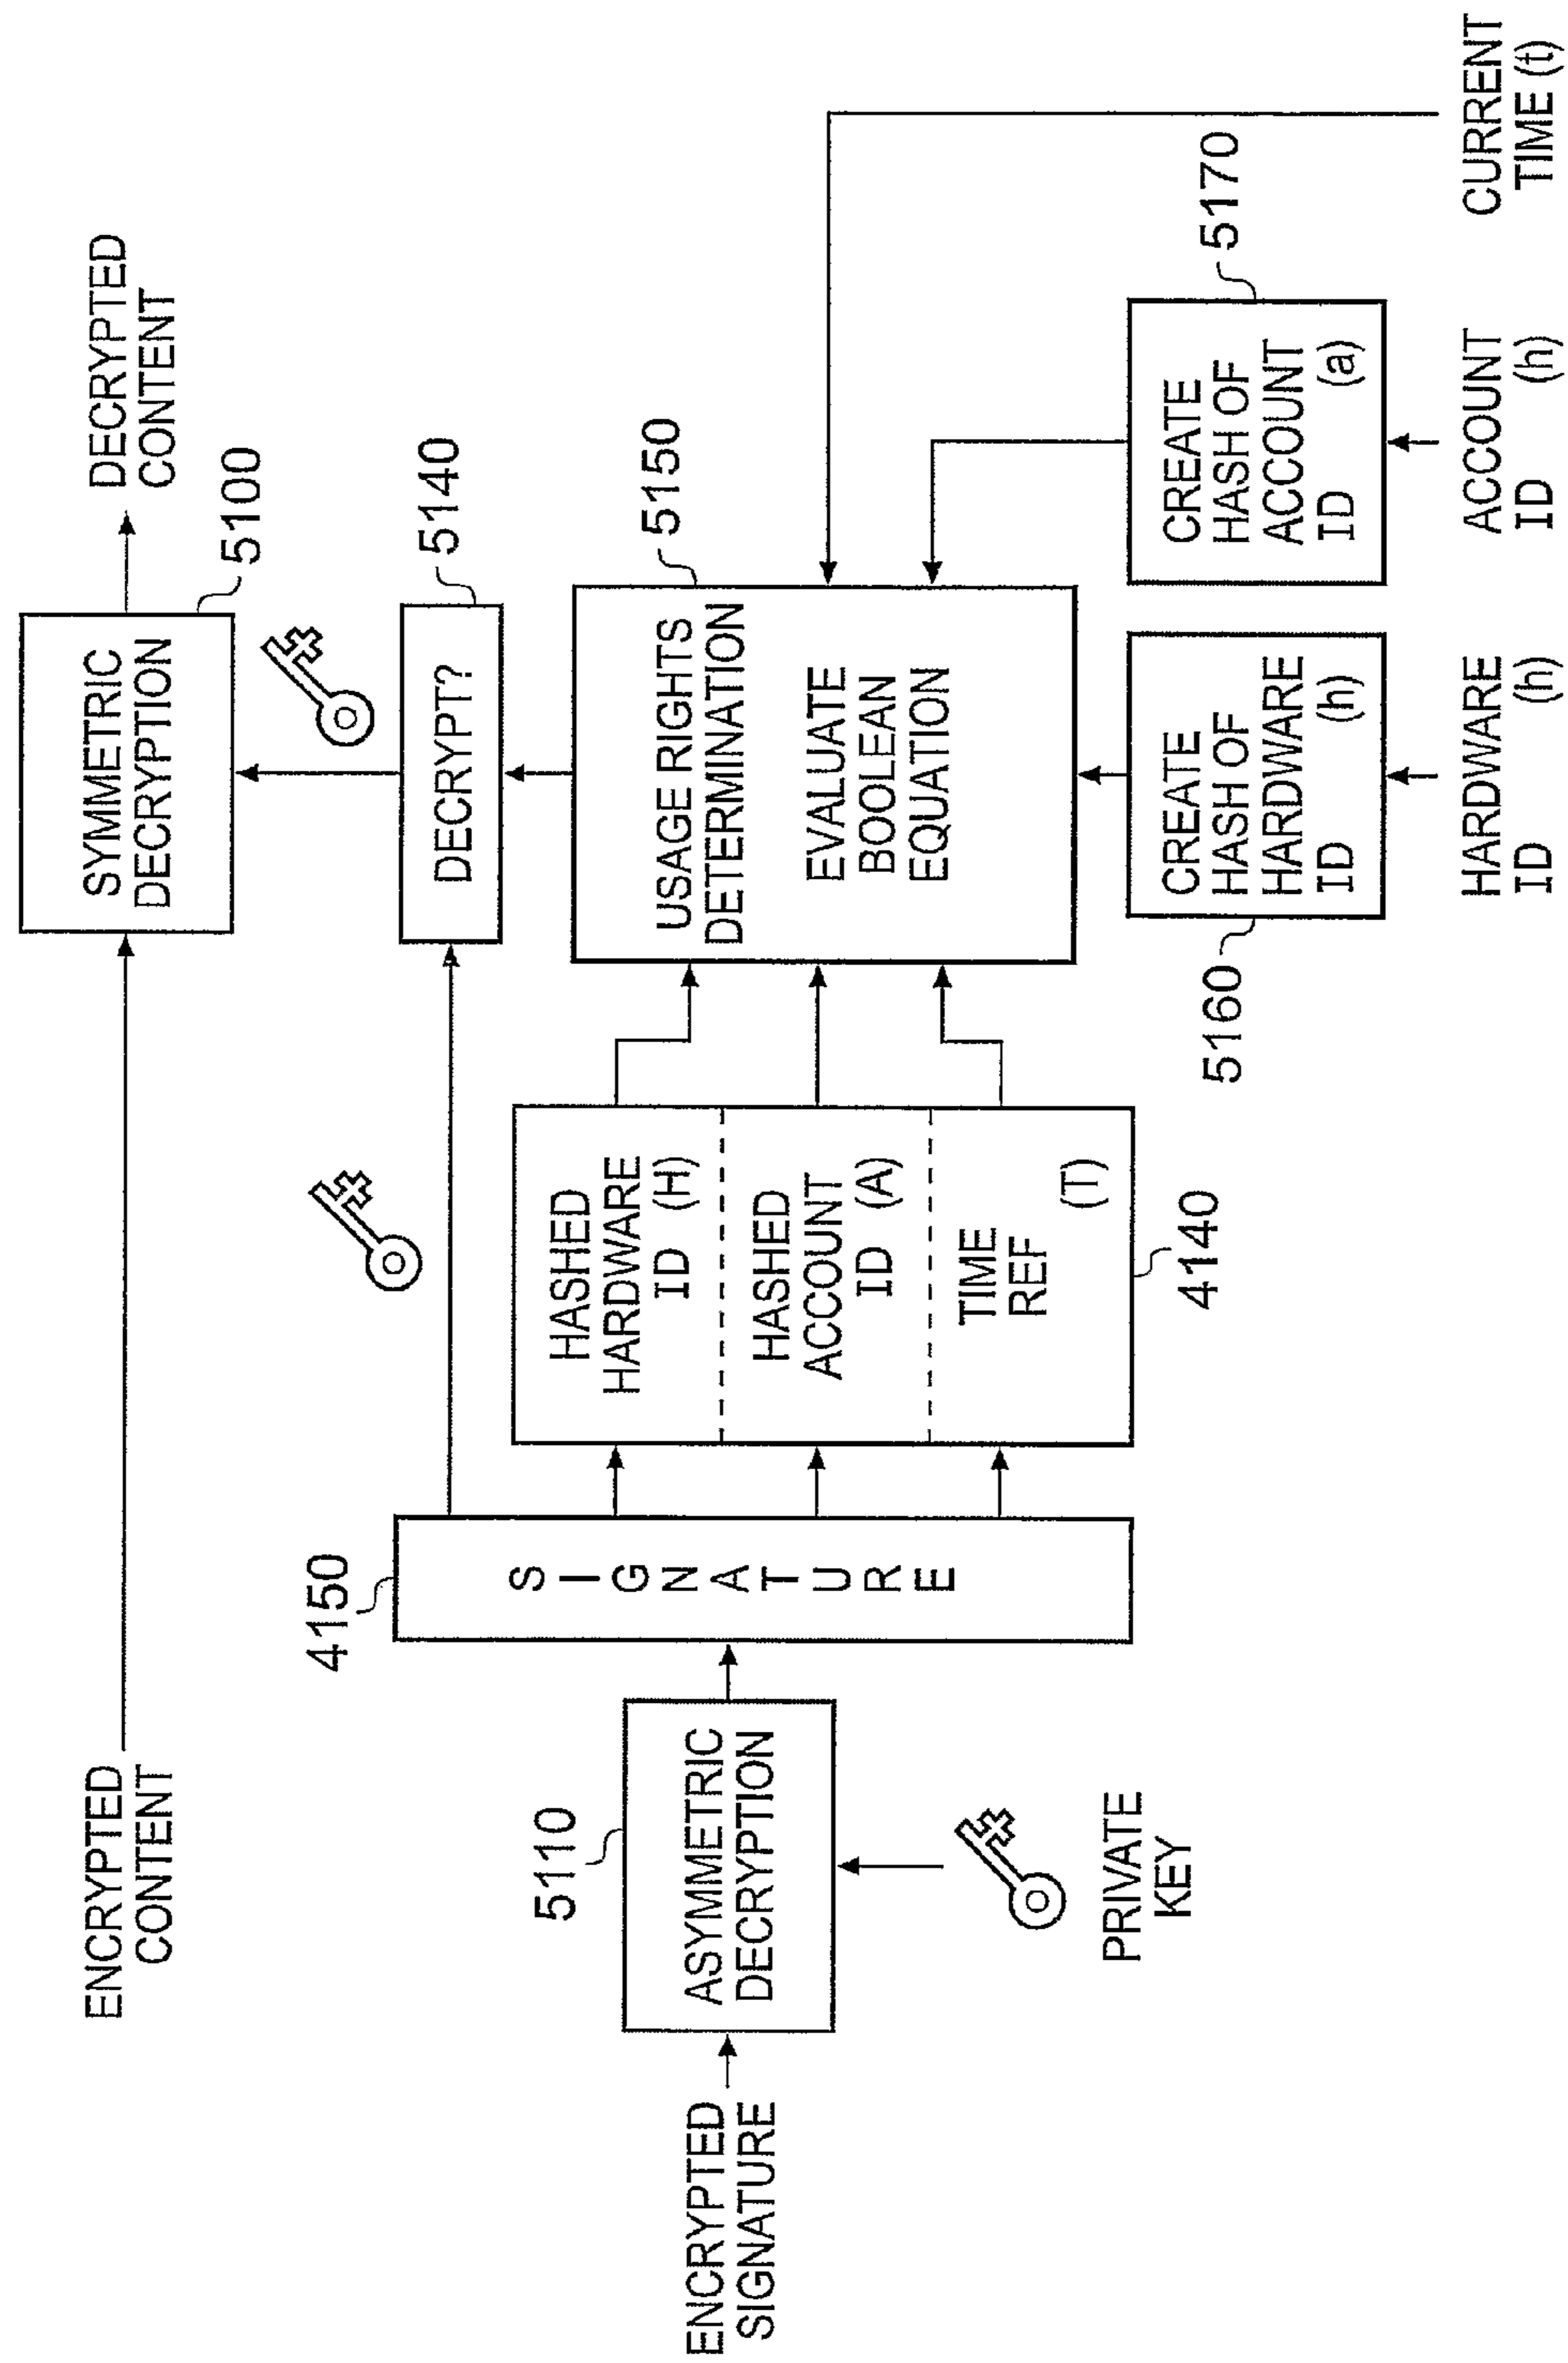 ENCRYPTED
CONTENT
SYMMETRIC
DECRYPTION
5100
DECRYPTED
CONTENT
DECRYPT?
5140
4150
SIGNATURE
5110
ASYMMETRIC
DECRYPTION
ENCRYPTED
SIGNATURE
PRIVATE
KEY
HASHED
HARDWARE
ID (H)
HASHED
ACCOUNT
ID (A)
TIME
REF
(T)
4140
USAGE RIGHTS
DETERMINATION
EVALUATE
BOOLEAN
EQUATION
5150
5160
CREATE
HASH OF
HARDWARE
ID (h)
CREATE
HASH OF
ACCOUNT
ID (a)
5170
HARDWARE
ID (h)
ACCOUNT
ID (h)
CURRENT
TIME (t)